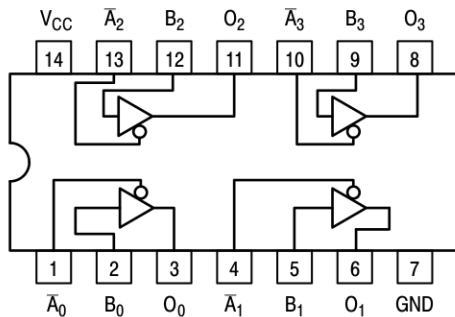 V_CC A̅₂ B₂ O₂ A̅₃ B₃ O₃
14 13 12 11 10 9 8
1 2 3 4 5 6 7
A̅₀ B₀ O₀ A̅₁ B₁ O₁ GND